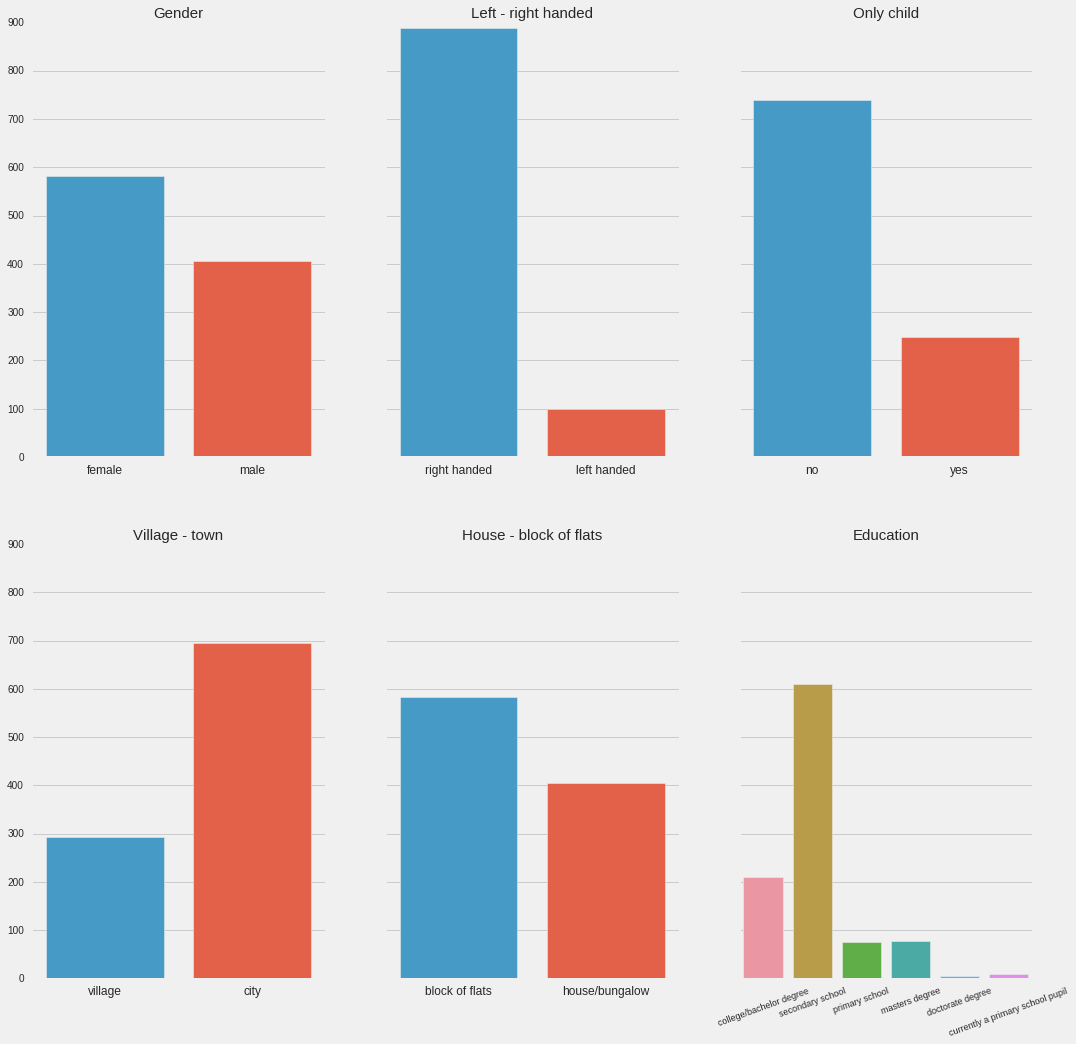 Gender
Left - right handed
Only child
900
800
700
600
500
400
300
200
100
0
female
male
right handed
left handed
no
yes
Village - town
House - block of flats
Education
900
800
700
600
500
400
300
200
100
0
village
city
block of flats
house/bungalow
college/bachelor degree
secondary school
primary school
masters degree
doctorate degree
currently a primary school pupil